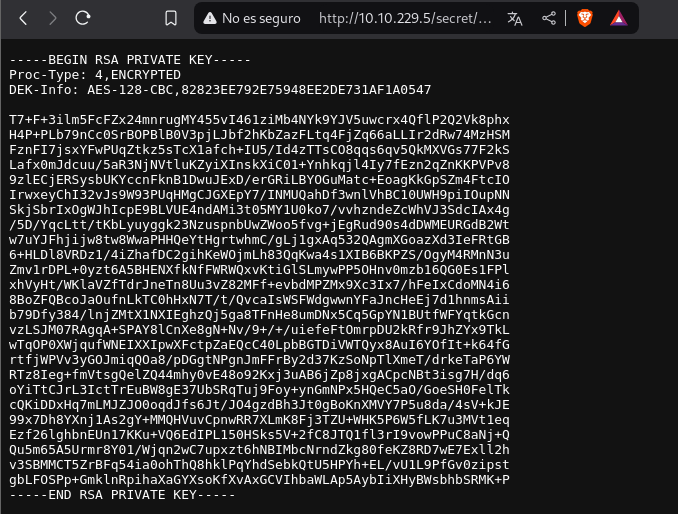 No es seguro http://10.10.229.5/secret/...
-----BEGIN RSA PRIVATE KEY-----
Proc-Type: 4,ENCRYPTED
DEK-Info: AES-128-CBC,82823EE792E75948EE2DE731AF1A0547
T7+F+3ilm5FcFZx24mnrugMY455vI461ziMb4NYk9YJV5uwcrx4QflP2Q2Vk8phx
H4P+PLb79nCc0SrBOPBlB0V3pjLJbf2hKbZazFLtq4FjZq66aLLIr2dRw74MzHSM
FznFI7jsxYFwPUqZtkz5sTcX1afch+IU5/Id4zTTsCO8qqs6qv5QkMXVGs77F2kS
Lafx0mJdcuu/5aR3NjNVtluKZyiXInskXiC01+Ynhkqjl4Iy7fEzn2qZnKKPVPv8
9zlECjERSysbUKYccnFknB1DwuJExD/erGRiLBYOGuMatc+EoagKkGpSZm4FtcIO
IrwxeyChI32vJs9W93PUqHMgCJGXEpY7/INMUQahDf3wnlVhBC10UWH9piIOupNN
SkjSbrIxOgWJhIcpE9BLVUE4ndAMi3t05MY1U0ko7/vvhzndeZcWhVJ3SdcIAx4g
/5D/YqcLtt/tKbLyuyggk23NzuspnbUwZWoo5fvg+jEgRud90s4dDWMEURGdB2Wt
w7uYJFhjijw8tw8WwaPHHQeYtHgrtwhmC/gLj1gxAq532QAgmXGoazXd3IeFRtGB
6+HLDl8VRDz1/4iZhafDC2gihKeWOjmLh83QqKwa4s1XIB6BKPZS/OgyM4RMnN3u
Zmv1rDPL+0yzt6A5BHENXfkNfFWRWQxvKtiGlSLmywPP5OHnv0mzb16QG0Es1FPl
xhVyHt/WKlaVZfTdrJneTn8Uu3vZ82MFf+evbdMPZMx9Xc3Ix7/hFeIxCdoMN4i6
8BoZFQBcoJaOufnLkTC0hHxN7T/t/QvcaIsWSFWdgwwnYFaJncHeEj7d1hnmsAii
b79Dfy384/lnjZMtX1NXIEghzQj5ga8TFnHe8umDNx5Cq5GpYN1BUtfWFYqtkGcn
vzLSJM07RAgqA+SPAY8lCnXe8gN+Nv/9+/+/uiefeFtOmrpDU2kRfr9JhZYx9TkL
wTqOP0XWjqufWNEIXXIpwXFctpZaEQcC40LpbBGTDiVWTQyx8AuI6YOfIt+k64fG
rtfjWPVv3yGOJmiqQOa8/pDGgtNPgnJmFFrBy2d37KzSoNpTlXmeT/drkeTaP6YW
RTz8Ieg+fmVtsgQelZQ44mhy0vE48o92Kxj3uAB6jZp8jxgACpcNBt3isg7H/dq6
oYiTtCJrL3IctTrEuBW8gE37UbSRqTuj9Foy+ynGmNPx5HQeC5aO/GoeSH0FelTk
cQKiDDxHq7mLMJZJO0oqdJfs6Jt/JO4gzdBh3Jt0gBoKnXMVY7P5u8da/4sV+kJE
99x7Dh8YXnj1As2gY+MMQHVuvCpnwRR7XLmK8Fj3TZU+WHK5P6W5fLK7u3MVt1eq
Ezf26lghbnEUn17KKu+VQ6EdIPL150HSks5V+2fC8JTQ1fl3rI9vowPPuC8aNj+Q
Qu5m65A5Urmr8Y01/Wjqn2wC7upxzt6hNBIMbcNrndZkg80feKZ8RD7wE7Exll2h
v3SBMMCT5ZrBFq54ia0ohThQ8hklPqYhdSebkQtU5HPYh+EL/vU1L9PfGv0zipst
gbLFOSPp+GmklnRpihaXaGYXsoKfXvAxGCVIhbaWLAp5AybIiXHyBWsbhbSRMK+P
-----END RSA PRIVATE KEY-----